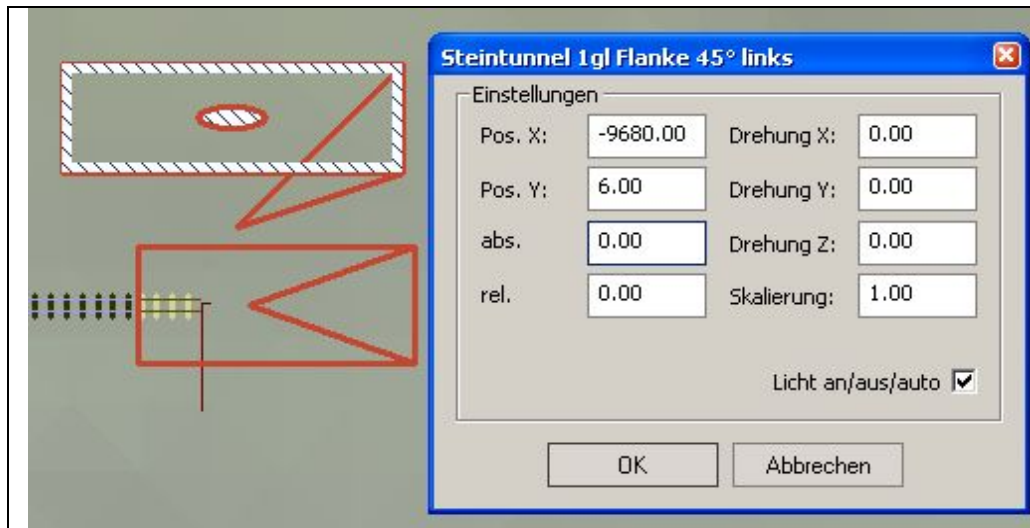 Steintunnel 1gl Flanke 45° links
Einstellungen
Pos. X: -9680.00 Drehung X: 0.00
Pos. Y: 6.00 Drehung Y: 0.00
abs. 0.00 Drehung Z: 0.00
rel. 0.00 Skalierung: 1.00
Licht an/aus/auto
OK Abbrechen